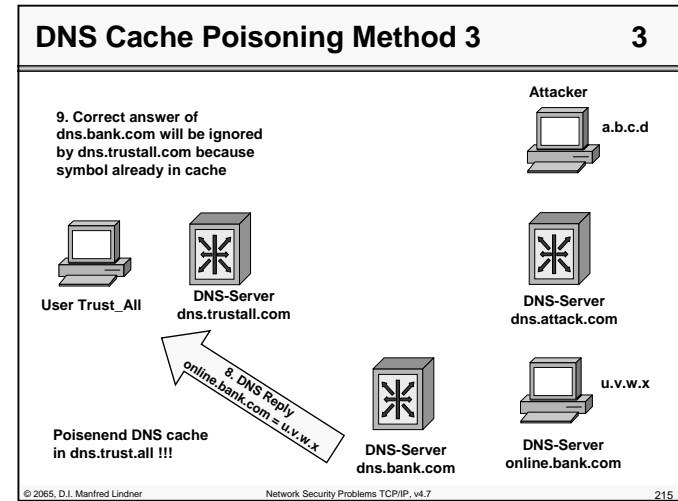 DNS Cache Poisoning Method 3 3
Attacker
a.b.c.d
9. Correct answer of
dns.bank.com will be ignored
by dns.trustall.com because
symbol already in cache
User Trust_All
DNS-Server
dns.trustall.com
DNS-Server
dns.attack.com
8. DNS Reply
online.bank.com = u.v.w.x
u.v.w.x
Poisenend DNS cache
in dns.trust.all !!!
DNS-Server
dns.bank.com
DNS-Server
online.bank.com
© 2065, D.I. Manfred Lindner Network Security Problems TCP/IP, v4.7 215